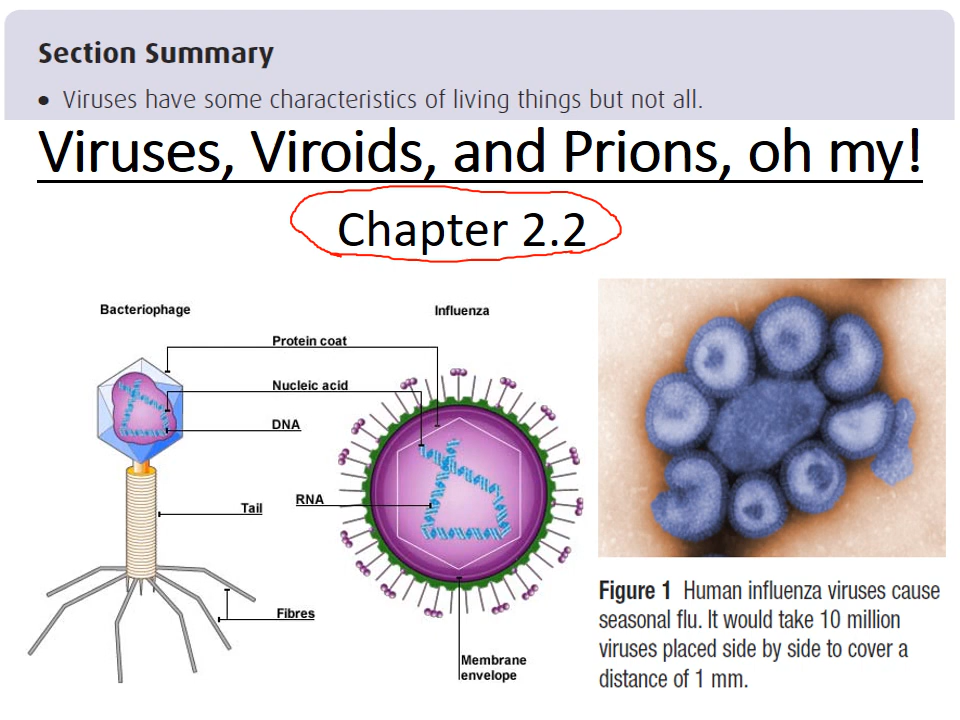 Section Summary
• Viruses have some characteristics of living things but not all.
Viruses, Viroids, and Prions, oh my!
Chapter 2.2
Bacteriophage
Influenza
Protein coat
Nucleic acid
DNA
RNA
Tail
Fibres
Membrane
envelope
Figure 1 Human influenza viruses cause
seasonal flu. It would take 10 million
viruses placed side by side to cover a
distance of 1 mm.